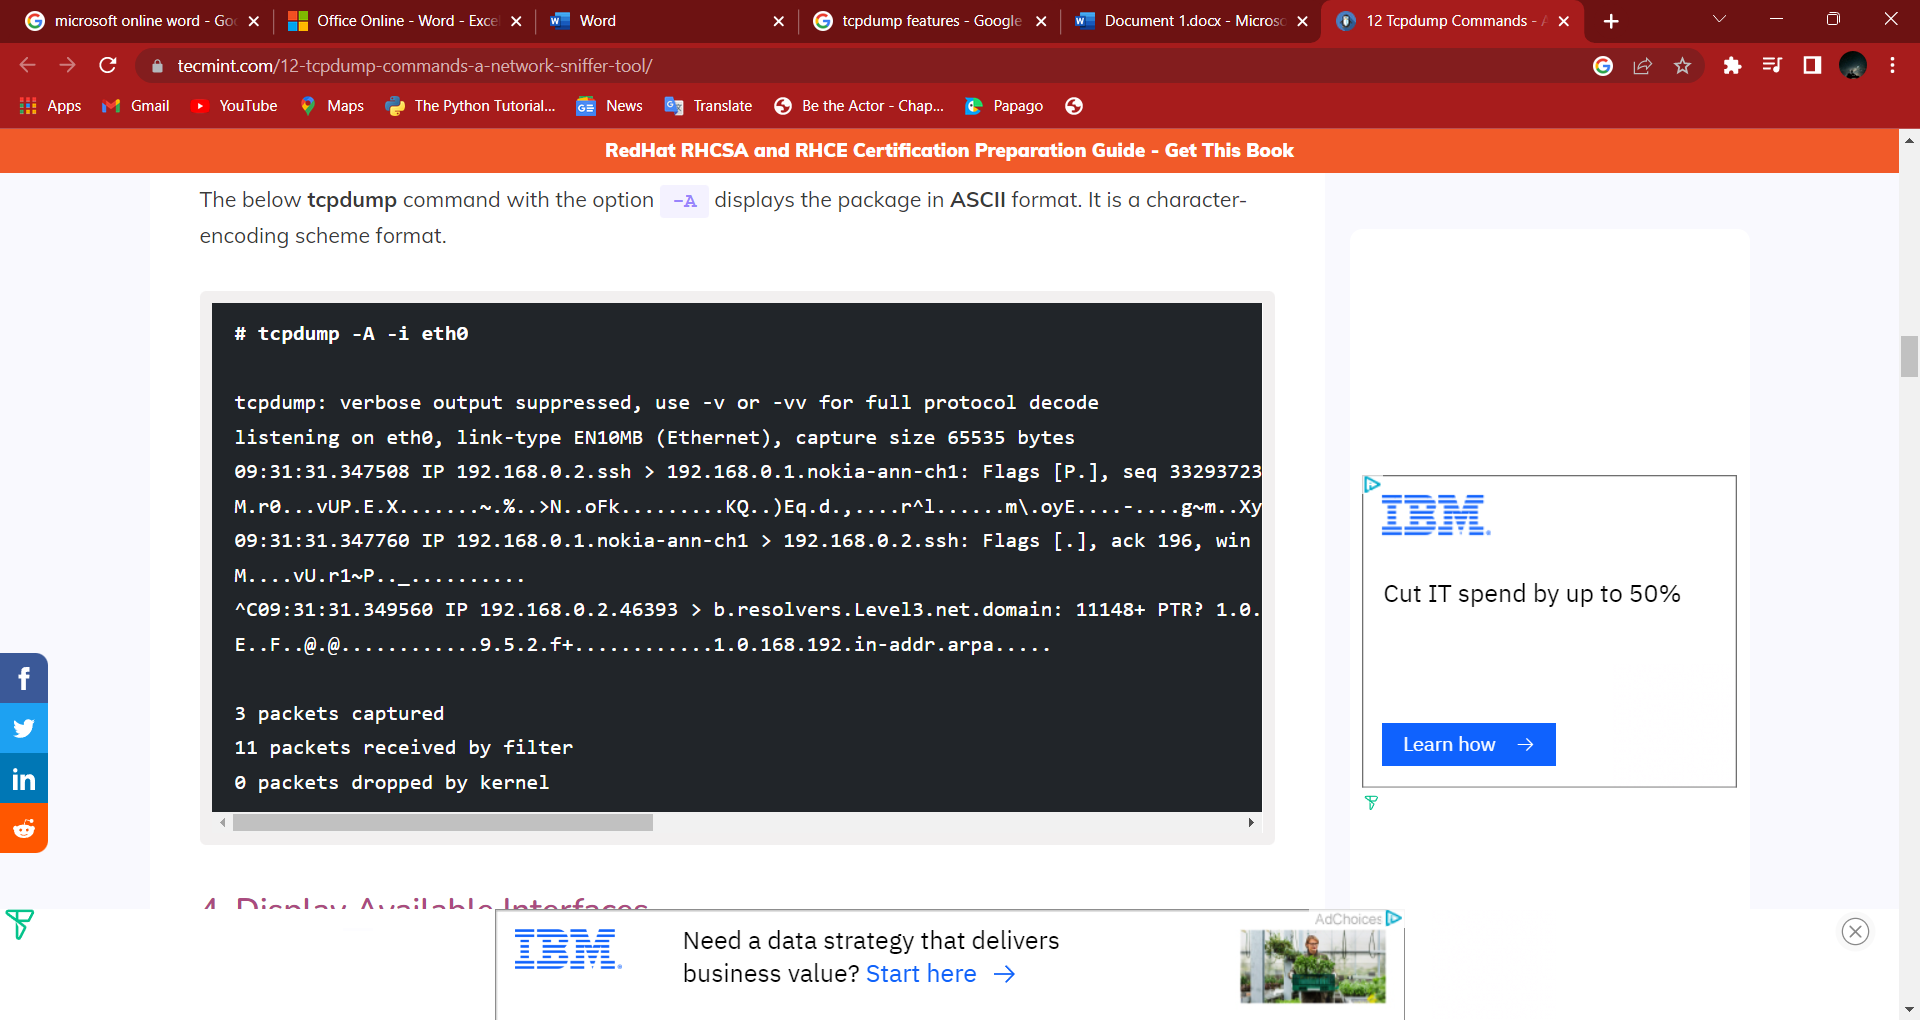 microsoft online word - Go
Office Online - Word - Exce
Word
tcpdump features - Google
Document 1.docx - Micros
12 Tcpdump Commands - A
tecmint.com/12-tcpdump-commands-a-network-sniffer-tool/
Apps
Gmail
YouTube
Maps
The Python Tutorial...
News
Translate
Be the Actor - Chap...
Papago
RedHat RHCSA and RHCE Certification Preparation Guide - Get This Book
The below tcpdump command with the option -A displays the package in ASCII format. It is a character-
encoding scheme format.
# tcpdump -A -i eth0
tcpdump: verbose output suppressed, use -v or -vv for full protocol decode
listening on eth0, link-type EN10MB (Ethernet), capture size 65535 bytes
09:31:31.347508 IP 192.168.0.2.ssh > 192.168.0.1.nokia-ann-ch1: Flags [P.], seq 33293723
M.r0...vUP.E.X.......~.%..>N..oFk.........KQ..)Eq.d.,....r^l......m\.oyE....-....g~m..Xy
09:31:31.347760 IP 192.168.0.1.nokia-ann-ch1 > 192.168.0.2.ssh: Flags [.], ack 196, win
M....vU.r1~P.._..........
^C09:31:31.349560 IP 192.168.0.2.46393 > b.resolvers.Level3.net.domain: 11148+ PTR? 1.0.
E..F..@.@............9.5.2.f+............1.0.168.192.in-addr.arpa.....
3 packets captured
11 packets received by filter
0 packets dropped by kernel
IBM
Cut IT spend by up to 50%
Learn how →
4. Display Available Interfaces
AdChoices
IBM
Need a data strategy that delivers
business value? Start here →